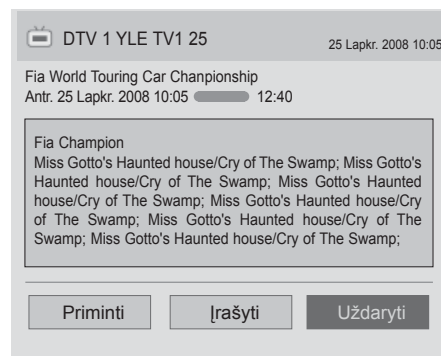 DTV 1 YLE TV1 25
25 Lapkr. 2008 10:05
Fia World Touring Car Chanpionship
Antr. 25 Lapkr. 2008 10:05 12:40
Fia Champion
Miss Gotto's Haunted house/Cry of The Swamp; Miss Gotto's
Haunted house/Cry of The Swamp; Miss Gotto's Haunted
house/Cry of The Swamp; Miss Gotto's Haunted house/Cry
of The Swamp; Miss Gotto's Haunted house/Cry of The
Swamp; Miss Gotto's Haunted house/Cry of The Swamp;
Priminti
Įrašyti
Uždaryti